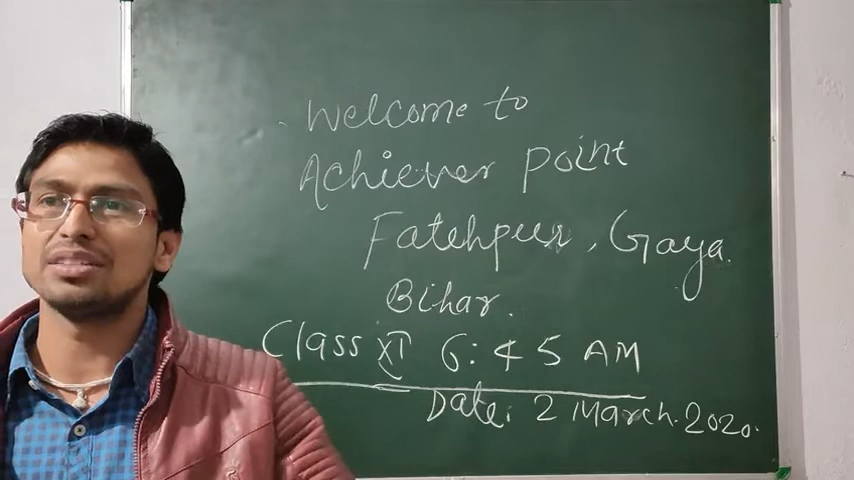 Welcome to
Achiever point
Fatehpur, Gaya.
Bihar.
Class XI 6:45 AM
Date: 2 March. 2020.